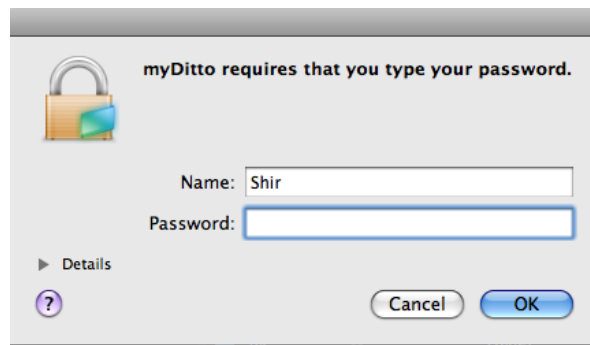 myDitto requires that you type your password.
Name: Shir
Password:
Details
?
Cancel OK